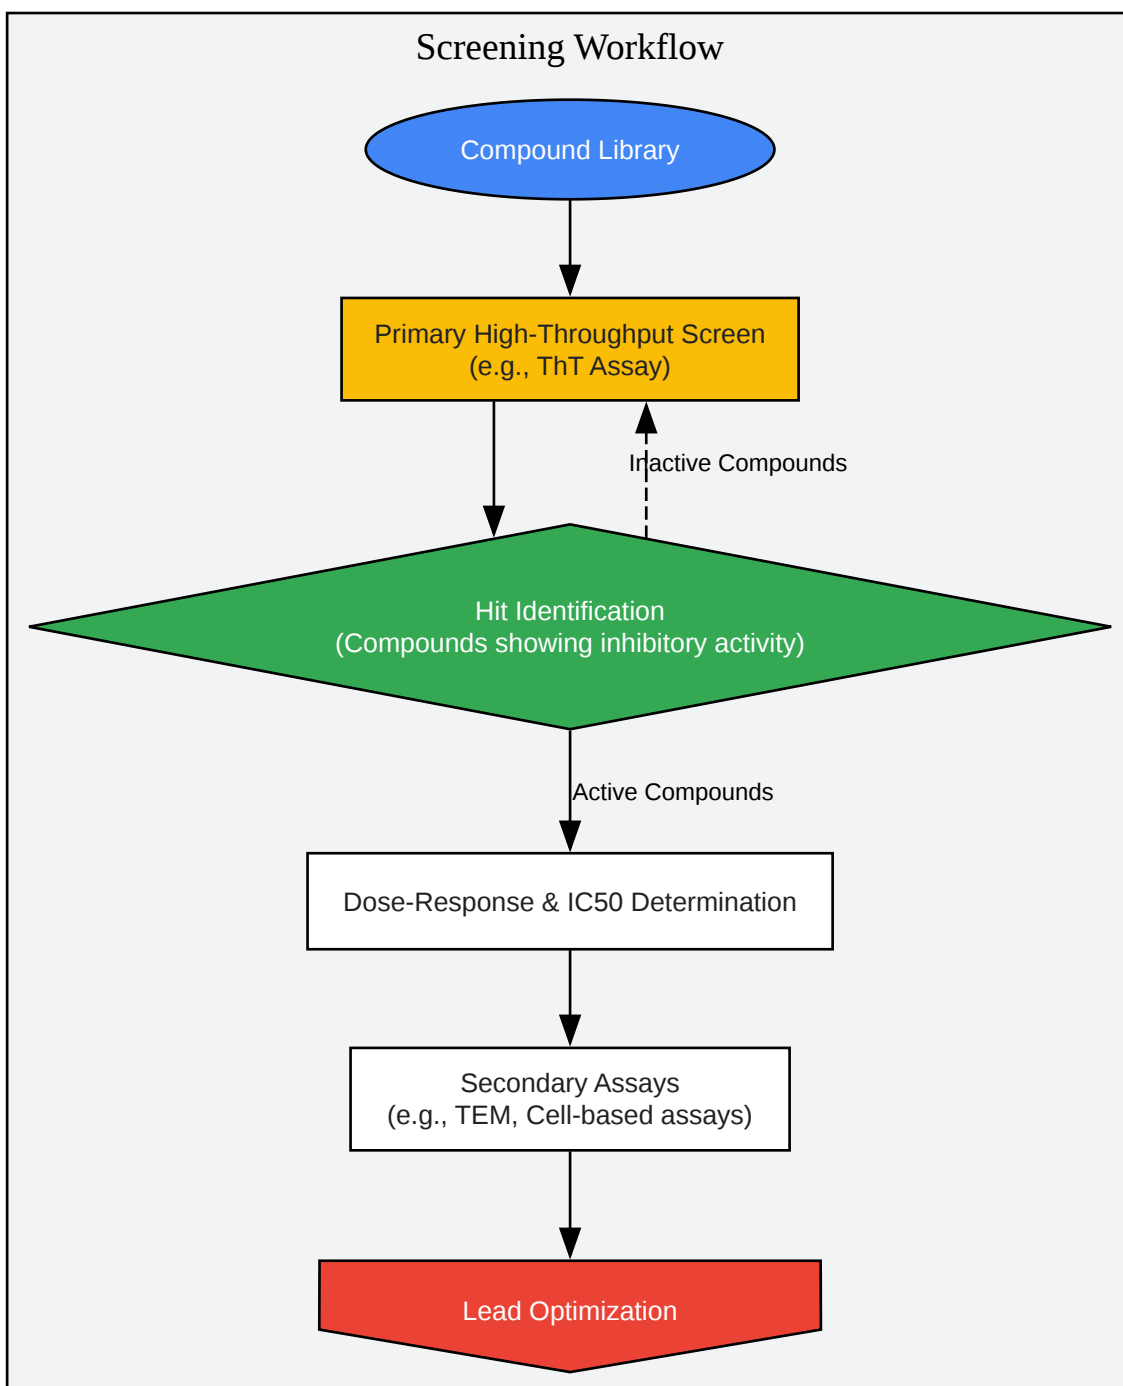 Screening Workflow
Compound Library
Primary High-Throughput Screen
(e.g., ThT Assay)
Inactive Compounds
Hit Identification
(Compounds showing inhibitory activity)
Active Compounds
Dose-Response & IC50 Determination
Secondary Assays
(e.g., TEM, Cell-based assays)
Lead Optimization